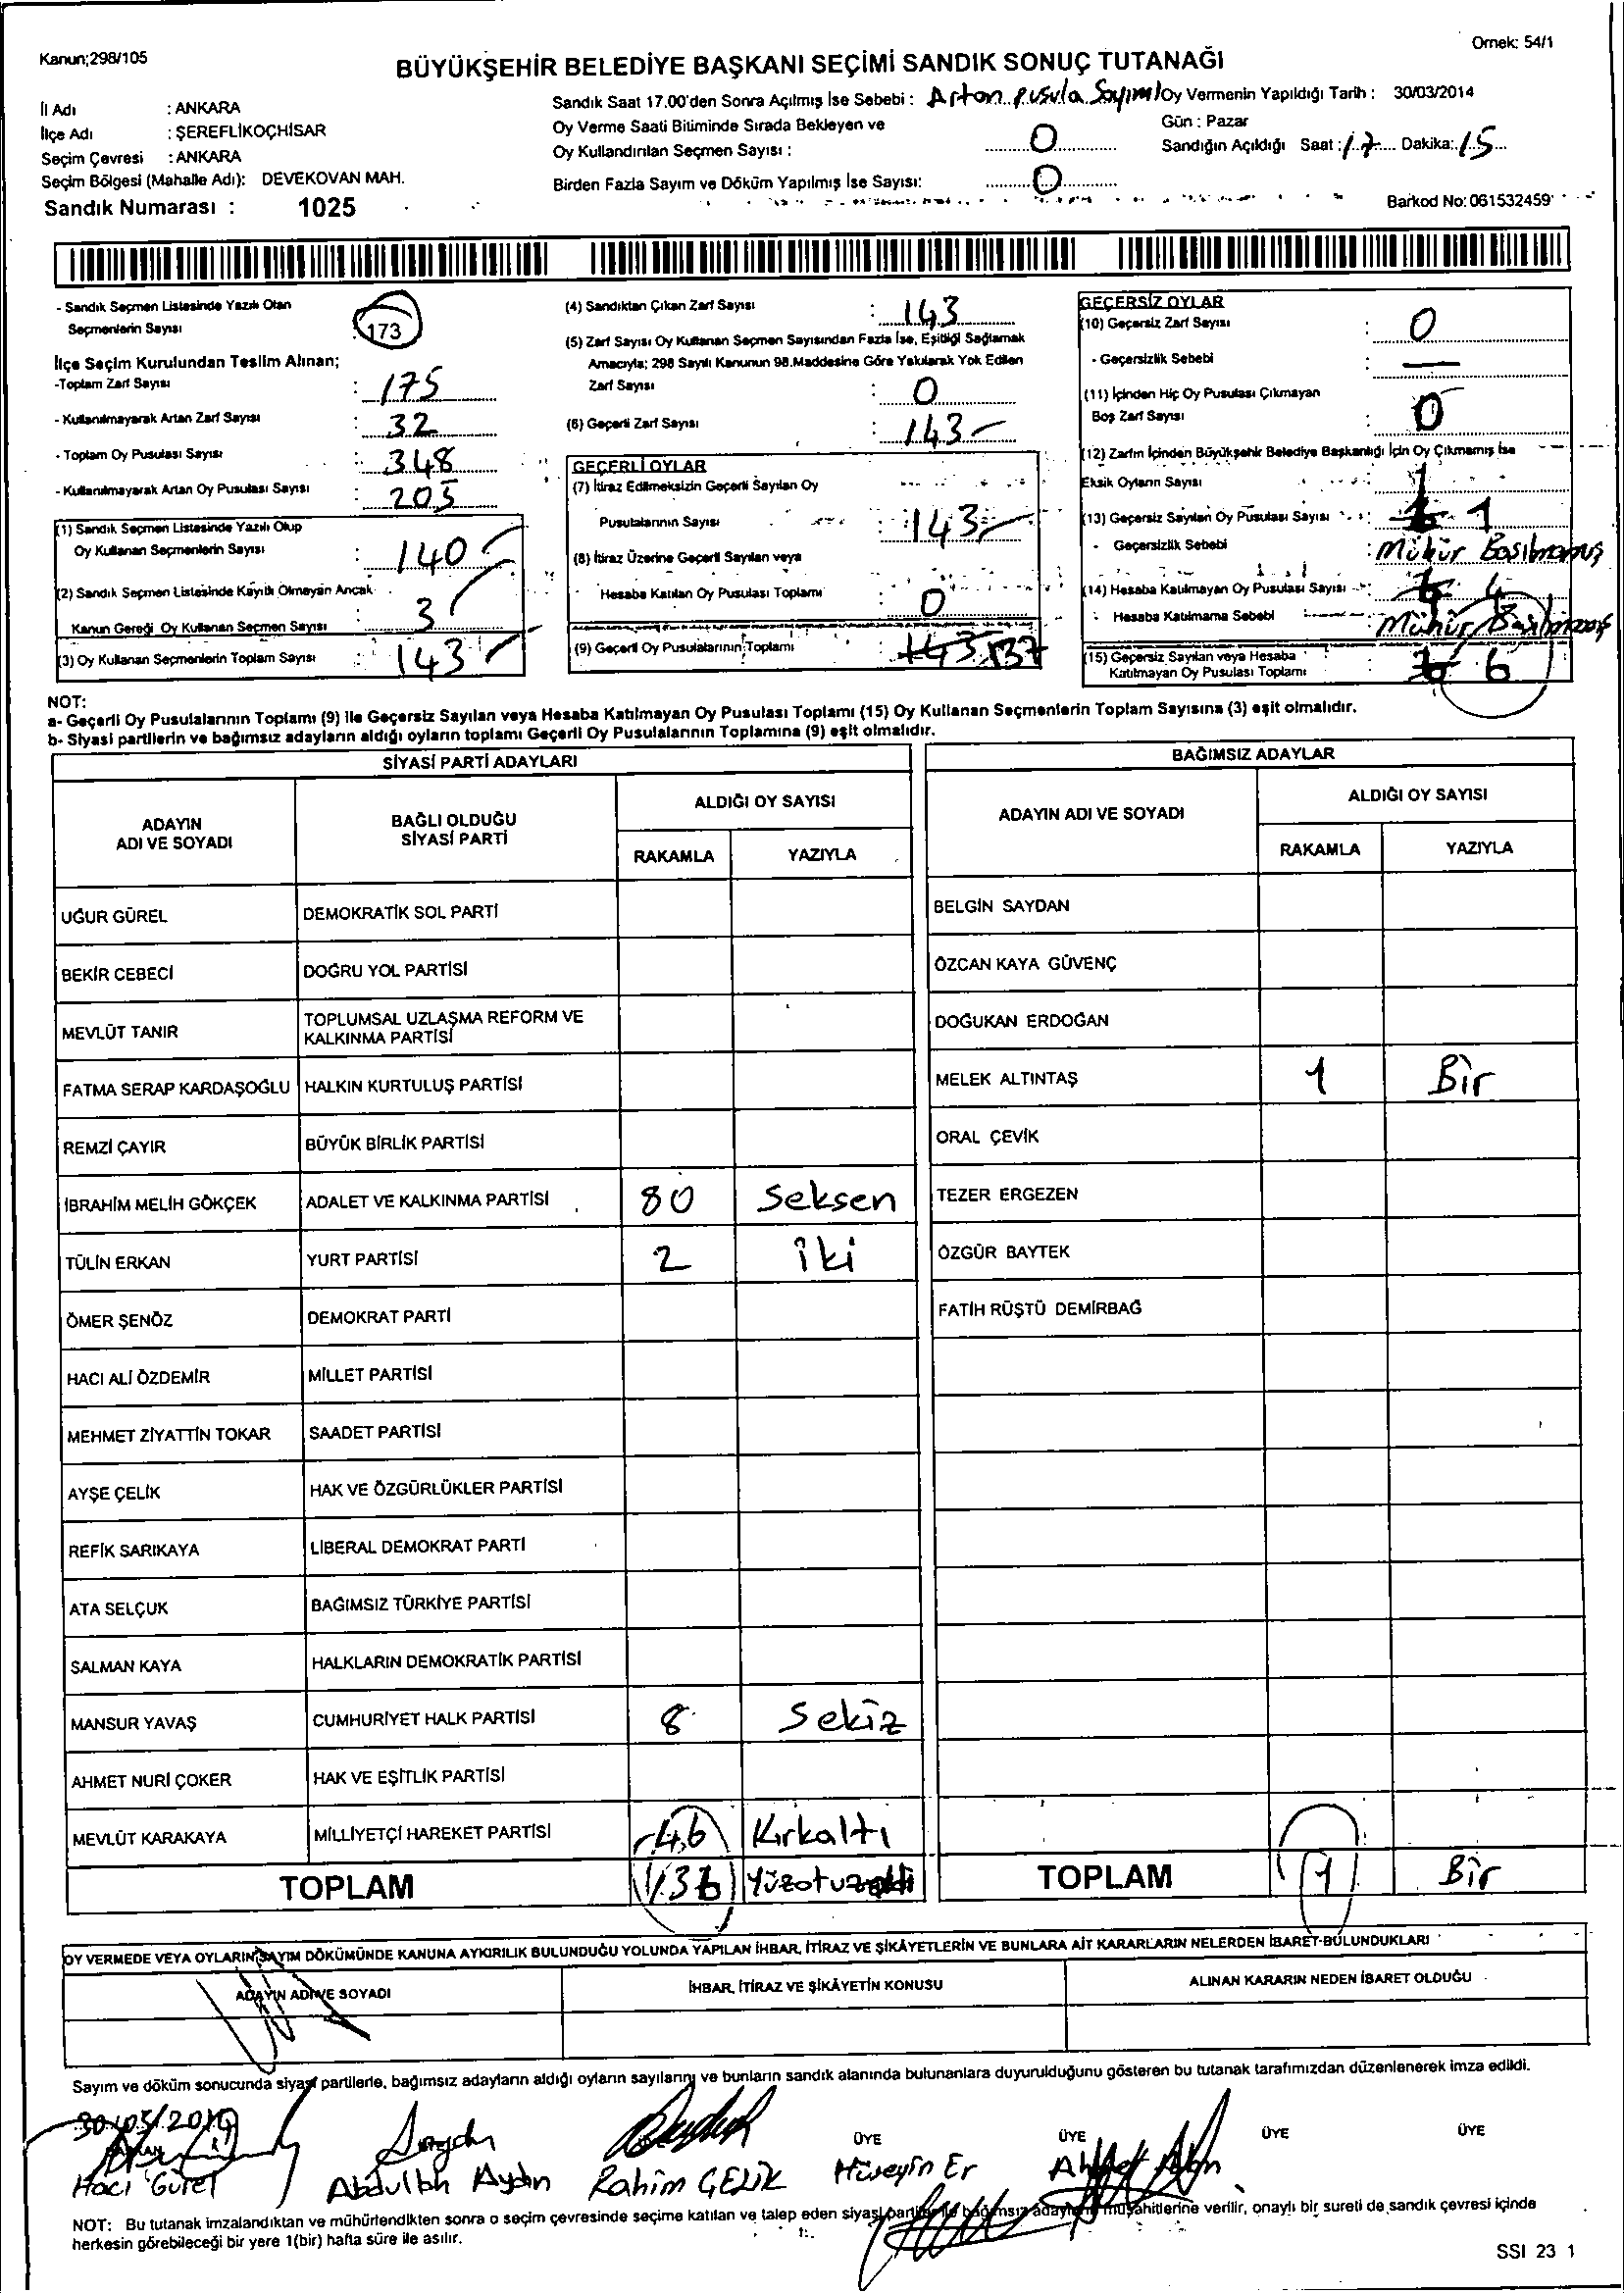 Kanun;298/105
Örnek: 54/1
BÜYÜKŞEHİR BELEDİYE BAŞKANI SEÇİMİ SANDIK SONUÇ TUTANAĞI
İl Adı : ANKARA
İlçe Adı : ŞEREFLİKOÇHİSAR
Seçim Çevresi : ANKARA
Seçim Bölgesi (Mahalle Adı): DEVEKOVAN MAH.
Sandık Numarası : 1025
Sandık Saat 17.00'den Sonra Açılmış İse Sebebi : Artan pusula Sayımı
Oy Verme Saati Bitiminde Sırada Bekleyen ve
Oy Kullandırılan Seçmen Sayısı : 0
Birden Fazla Sayım ve Döküm Yapılmış İse Sayısı: 0
Oy Vermenin Yapıldığı Tarih : 30/03/2014
Gün : Pazar
Sandığın Açıldığı Saat : 17 Dakika: 15
Barkod No: 061532459
- Sandık Seçmen Listesinde Yazılı Olan
Seçmenlerin Sayısı : 173
İlçe Seçim Kurulundan Teslim Alınan;
-Toplam Zarf Sayısı : 175
- Kullanılmayarak Artan Zarf Sayısı : 32
- Toplam Oy Pusulası Sayısı : 348
- Kullanılmayarak Artan Oy Pusulası Sayısı : 205
(1) Sandık Seçmen Listesinde Yazılı Olup
Oy Kullanan Seçmenlerin Sayısı : 140
(2) Sandık Seçmen Listesinde Kayıtlı Olmayan Ancak
Kanun Gereği Oy Kullanan Seçmen Sayısı : 3
(3) Oy Kullanan Seçmenlerin Toplam Sayısı : 143
(4) Sandıktan Çıkan Zarf Sayısı : 143
(5) Zarf Sayısı Oy Kullanan Seçmen Sayısından Fazla İse, Eşitliği Sağlamak
Amacıyla; 298 Sayılı Kanunun 98.Maddesine Göre Yakılarak Yok Edilen
Zarf Sayısı : 0
(6) Geçerli Zarf Sayısı : 143
GEÇERLİ OYLAR
(7) İtiraz Edilmeksizin Geçerli Sayılan Oy
Pusulalarının Sayısı : 143
(8) İtiraz Üzerine Geçerli Sayılan veya
Hesaba Katılan Oy Pusulası Toplamı : 0
(9) Geçerli Oy Pusulalarının Toplamı : 143 137
GEÇERSİZ OYLAR
(10) Geçersiz Zarf Sayısı : 0
- Geçersizlik Sebebi : —
(11) İçinden Hiç Oy Pusulası Çıkmayan
Boş Zarf Sayısı : 0
(12) Zarfın İçinden Büyükşehir Belediye Başkanlığı İçin Oy Çıkmamış İse
Eksik Oyların Sayısı : 1
(13) Geçersiz Sayılan Oy Pusulası Sayısı : 1
- Geçersizlik Sebebi : Mühür Basılmamış
(14) Hesaba Katılmayan Oy Pusulası Sayısı : 4
- Hesaba Katılmama Sebebi : Mühür Basılmamış
(15) Geçersiz Sayılan veya Hesaba
Katılmayan Oy Pusulası Toplamı : 6
NOT:
a- Geçerli Oy Pusulalarının Toplamı (9) ile Geçersiz Sayılan veya Hesaba Katılmayan Oy Pusulası Toplamı (15) Oy Kullanan Seçmenlerin Toplam Sayısına (3) eşit olmalıdır.
b- Siyasi partilerin ve bağımsız adayların aldığı oyların toplamı Geçerli Oy Pusulalarının Toplamına (9) eşit olmalıdır.
SİYASİ PARTİ ADAYLARI
ADAYIN
ADI VE SOYADI
BAĞLI OLDUĞU
SİYASİ PARTİ
ALDIĞI OY SAYISI
RAKAMLA YAZIYLA
UĞUR GÜREL DEMOKRATİK SOL PARTİ
BEKİR CEBECİ DOĞRU YOL PARTİSİ
MEVLÜT TANIR TOPLUMSAL UZLAŞMA REFORM VE
KALKINMA PARTİSİ
FATMA SERAP KARDAŞOĞLU HALKIN KURTULUŞ PARTİSİ
REMZİ ÇAYIR BÜYÜK BİRLİK PARTİSİ
İBRAHİM MELİH GÖKÇEK ADALET VE KALKINMA PARTİSİ 80 Seksen
TÜLİN ERKAN YURT PARTİSİ 2 iki
ÖMER ŞENÖZ DEMOKRAT PARTİ
HACI ALİ ÖZDEMİR MİLLET PARTİSİ
MEHMET ZİYATTİN TOKAR SAADET PARTİSİ
AYŞE ÇELİK HAK VE ÖZGÜRLÜKLER PARTİSİ
REFİK SARIKAYA LİBERAL DEMOKRAT PARTİ
ATA SELÇUK BAĞIMSIZ TÜRKİYE PARTİSİ
SALMAN KAYA HALKLARIN DEMOKRATİK PARTİSİ
MANSUR YAVAŞ CUMHURİYET HALK PARTİSİ 8 Sekiz
AHMET NURİ ÇOKER HAK VE EŞİTLİK PARTİSİ
MEVLÜT KARAKAYA MİLLİYETÇİ HAREKET PARTİSİ 46 Kırkaltı
TOPLAM 136
BAĞIMSIZ ADAYLAR
ADAYIN ADI VE SOYADI
ALDIĞI OY SAYISI
RAKAMLA YAZIYLA
BELGİN SAYDAN
ÖZCAN KAYA GÜVENÇ
DOĞUKAN ERDOĞAN
MELEK ALTINTAŞ 1 Bir
ORAL ÇEVİK
TEZER ERGEZEN
ÖZGÜR BAYTEK
FATİH RÜŞTÜ DEMİRBAĞ
TOPLAM 1 Bir
OY VERMEDE VEYA OYLARIN SAYIM DÖKÜMÜNDE KANUNA AYKIRILIK BULUNDUĞU YOLUNDA YAPILAN İHBAR, İTİRAZ VE ŞİKÂYETLERİN VE BUNLARA AİT KARARLARIN NELERDEN İBARET BULUNDUKLARI
ADAYIN ADI VE SOYADI İHBAR, İTİRAZ VE ŞİKÂYETİN KONUSU ALINAN KARARIN NEDEN İBARET OLDUĞU
Sayım ve döküm sonucunda siyasi partilerle, bağımsız adayların aldığı oyların sayılarını ve bunların sandık alanında bulunanlara duyurulduğunu gösteren bu tutanak tarafımızdan düzenlenerek imza edildi.
ÜYE ÜYE ÜYE ÜYE
Hacı Gürel Abdullah Aydın Rahim ÇELİK Hüseyin Er
NOT: Bu tutanak imzalandıktan ve mühürlendikten sonra o seçim çevresinde seçime katılan ve talep eden siyasi partiler ile bağımsız adayların müşahitlerine verilir, onaylı bir sureti de sandık çevresi içinde
herkesin görebileceği bir yere 1(bir) hafta süre ile asılır.
SSI 23 1